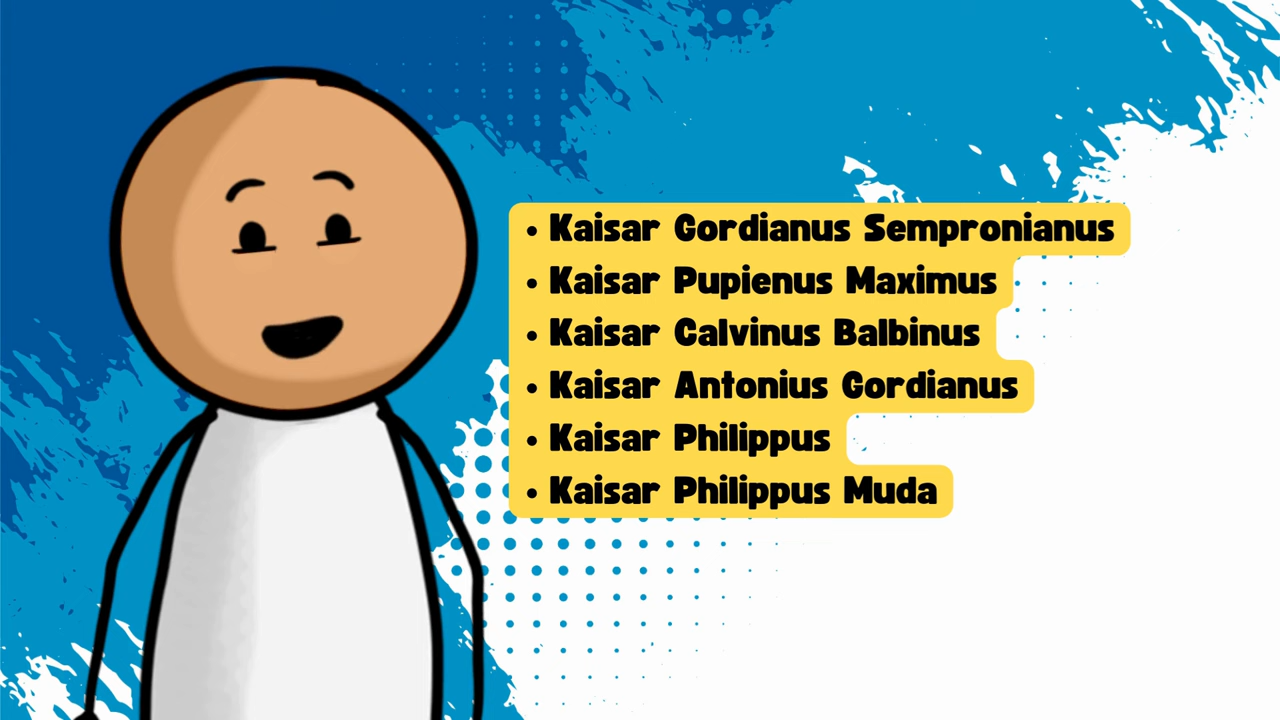 • Kaisar Gordianus Sempronianus
• Kaisar Pupienus Maximus
• Kaisar Calvinus Balbinus
• Kaisar Antonius Gordianus
• Kaisar Philippus
• Kaisar Philippus Muda